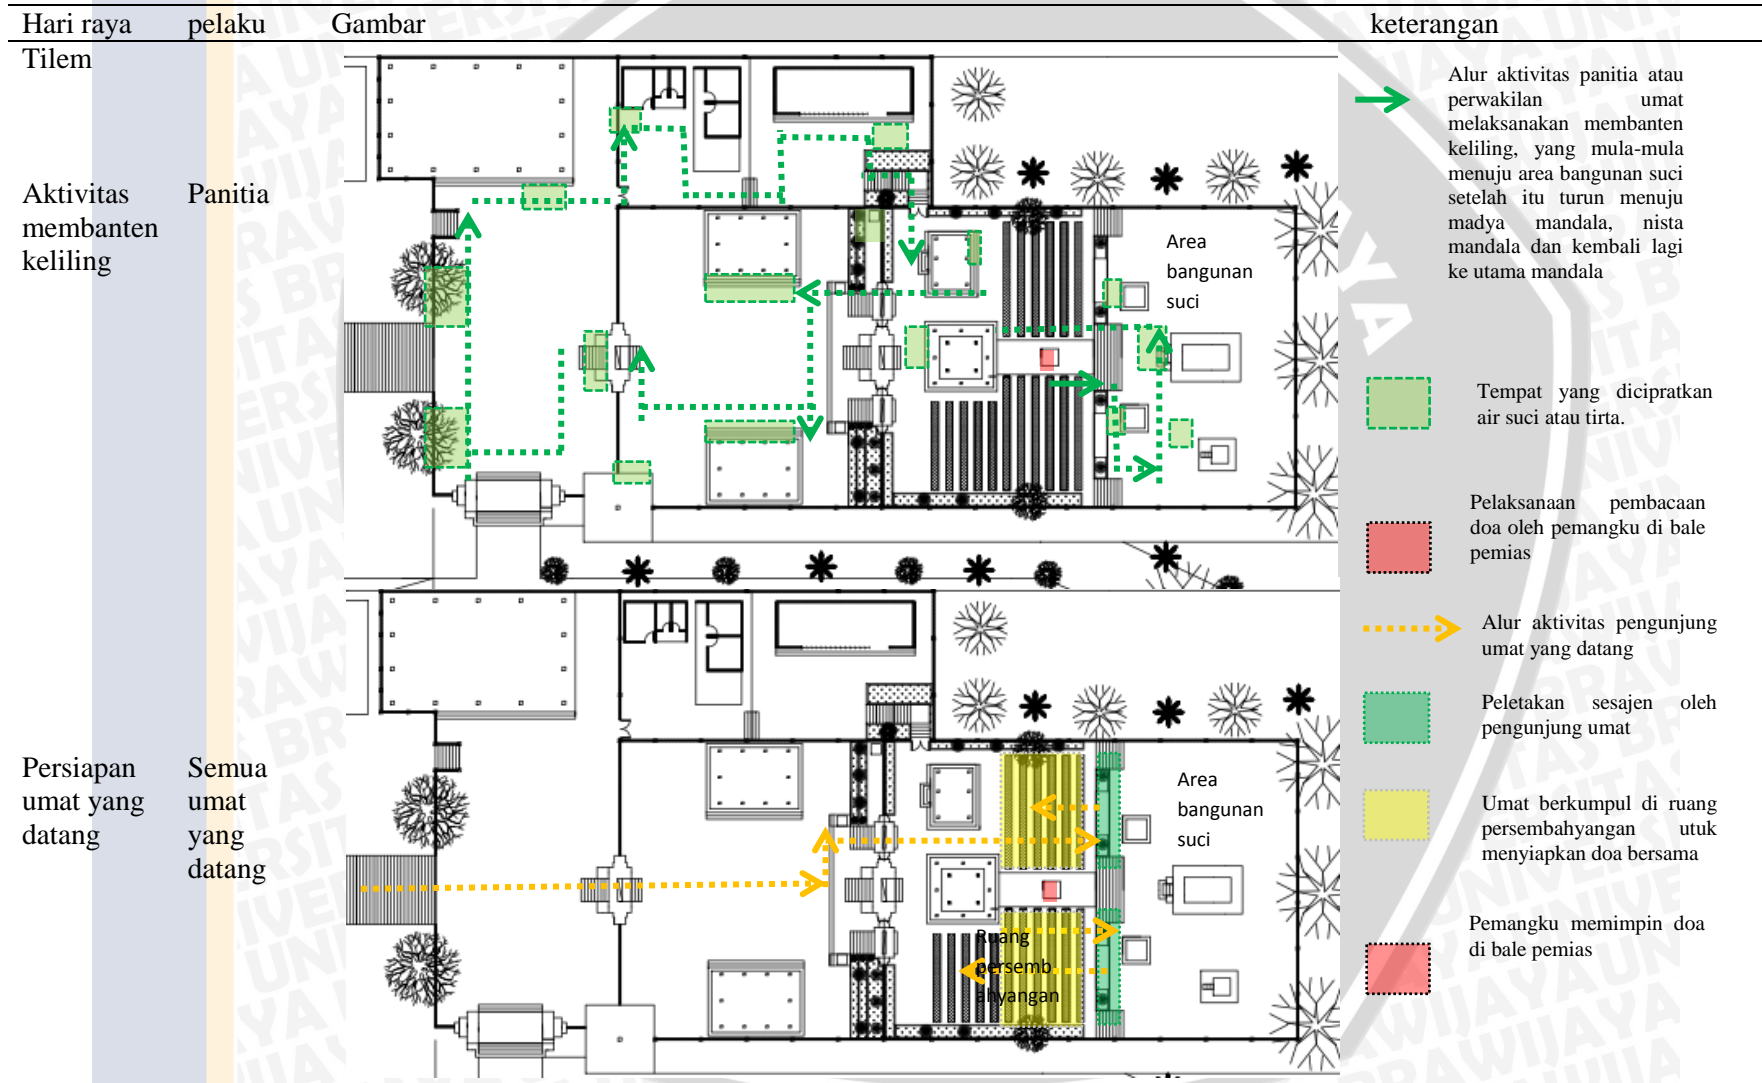 Hari raya pelaku Gambar keterangan
Tilem
Aktivitas membanten keliling
Panitia
Area
bangunan
suci
Alur aktivitas panitia atau
perwakilan umat
melaksanakan membanten
keliling, yang mula-mula
menuju area bangunan suci
setelah itu turun menuju
madya mandala, nista
mandala dan kembali lagi
ke utama mandala
Tempat yang dicipratkan
air suci atau tirta.
Pelaksanaan pembacaan
doa oleh pemangku di bale
pemias
Persiapan
umat yang
datang
Semua
umat
yang
datang
Area
bangunan
suci
Ruang
persemb
ahyangan
Alur aktivitas pengunjung
umat yang datang
Peletakan sesajen oleh
pengunjung umat
Umat berkumpul di ruang
persembahyangan utuk
menyiapkan doa bersama
Pemangku memimpin doa
di bale pemias